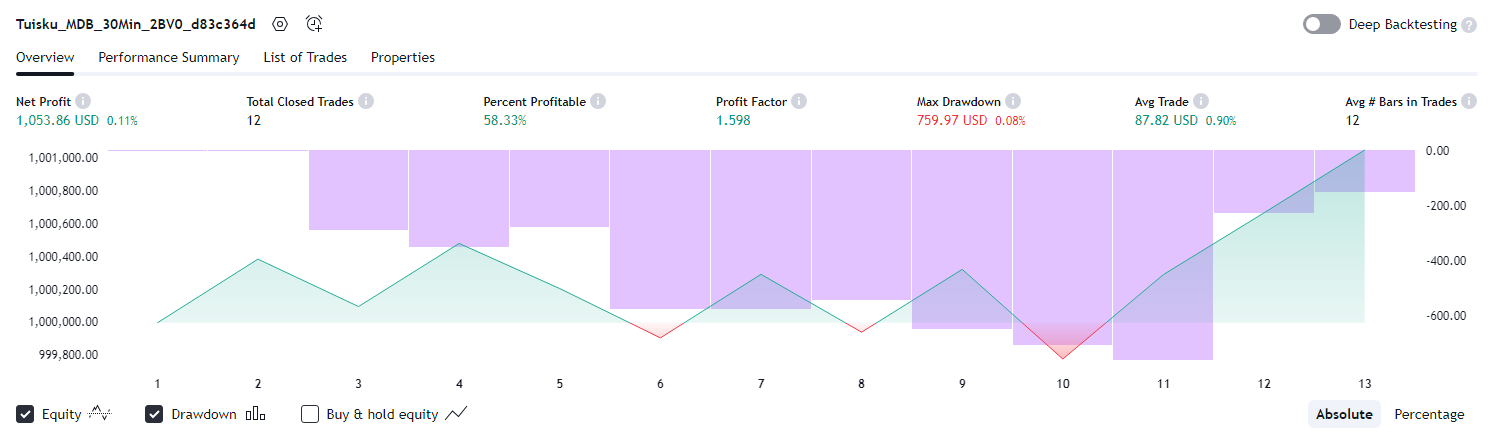 Tuisku_MDB_30Min_2BV0_d83c364d Deep Backtesting ?
Overview Performance Summary List of Trades Properties
Net Profit Total Closed Trades Percent Profitable Profit Factor Max Drawdown Avg Trade Avg # Bars in Trades
1,053.86 USD 0.11% 12 58.33% 1.598 759.97 USD 0.08% 87.82 USD 0.90% 12
1,001,000.00 0.00
1,000,800.00
1,000,600.00 -200.00
1,000,400.00 -400.00
1,000,200.00
1,000,000.00 -600.00
999,800.00
1 2 3 4 5 6 7 8 9 10 11 12 13
Equity Drawdown Buy & hold equity Absolute Percentage